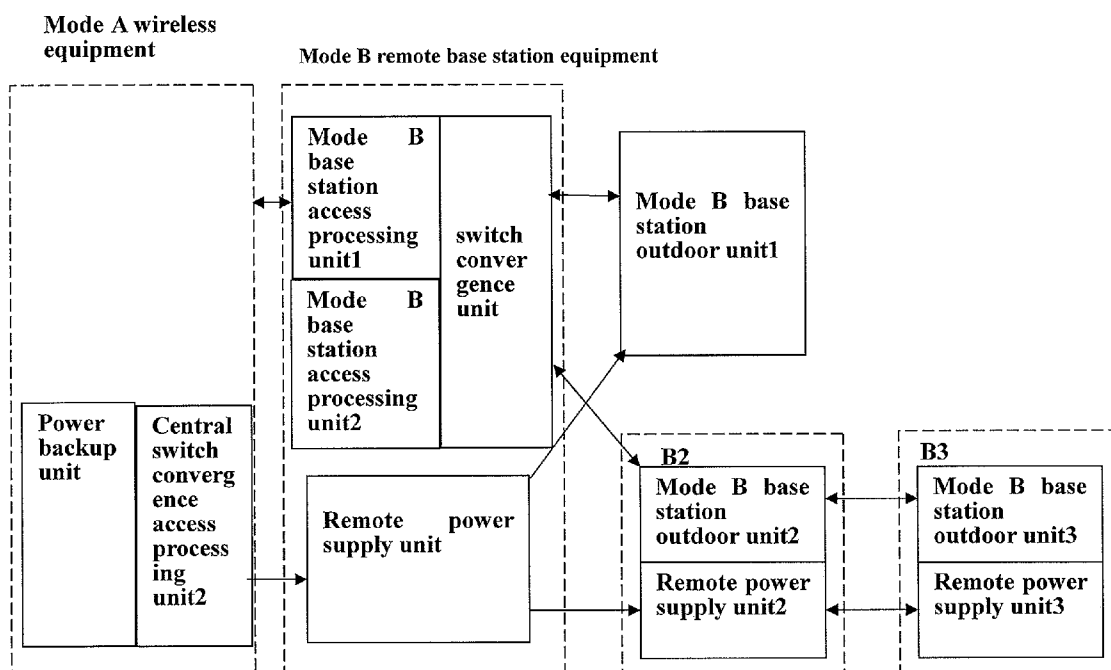 Mode A wireless
equipment
Mode B remote base station equipment
Mode B
base
station
access
processing
unit1
switch
conver
gence
unit
Mode B base
station
outdoor unit1
Mode B
base
station
access
processing
unit2
Power
backup
unit
Central
switch
converg
ence
access
process
ing
unit2
Remote power
supply unit
B2
Mode B base
station
outdoor unit2
Remote power
supply unit2
B3
Mode B base
station
outdoor unit3
Remote power
supply unit3